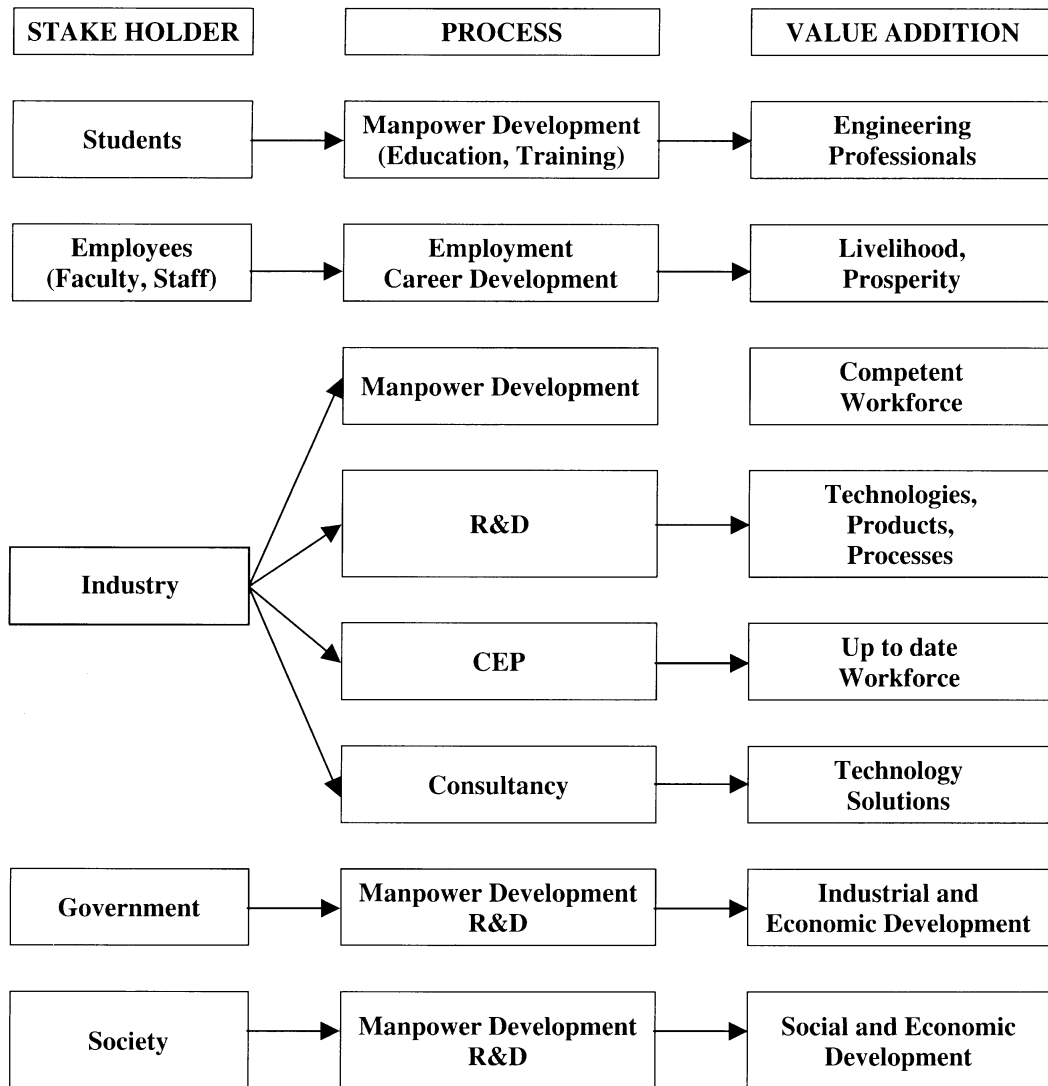 STAKE HOLDER
PROCESS
VALUE ADDITION
Students
Manpower Development
(Education, Training)
Engineering
Professionals
Employees
(Faculty, Staff)
Employment
Career Development
Livelihood,
Prosperity
Industry
Manpower Development
Competent
Workforce
R&D
Technologies,
Products,
Processes
CEP
Up to date
Workforce
Consultancy
Technology
Solutions
Government
Manpower Development
R&D
Industrial and
Economic Development
Society
Manpower Development
R&D
Social and Economic
Development